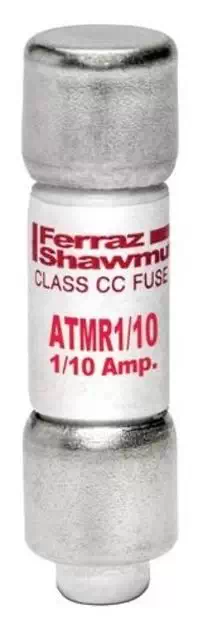 Ferraz
Shawmu
CLASS CC FUSE
ATMR1/10
1/10 Amp.